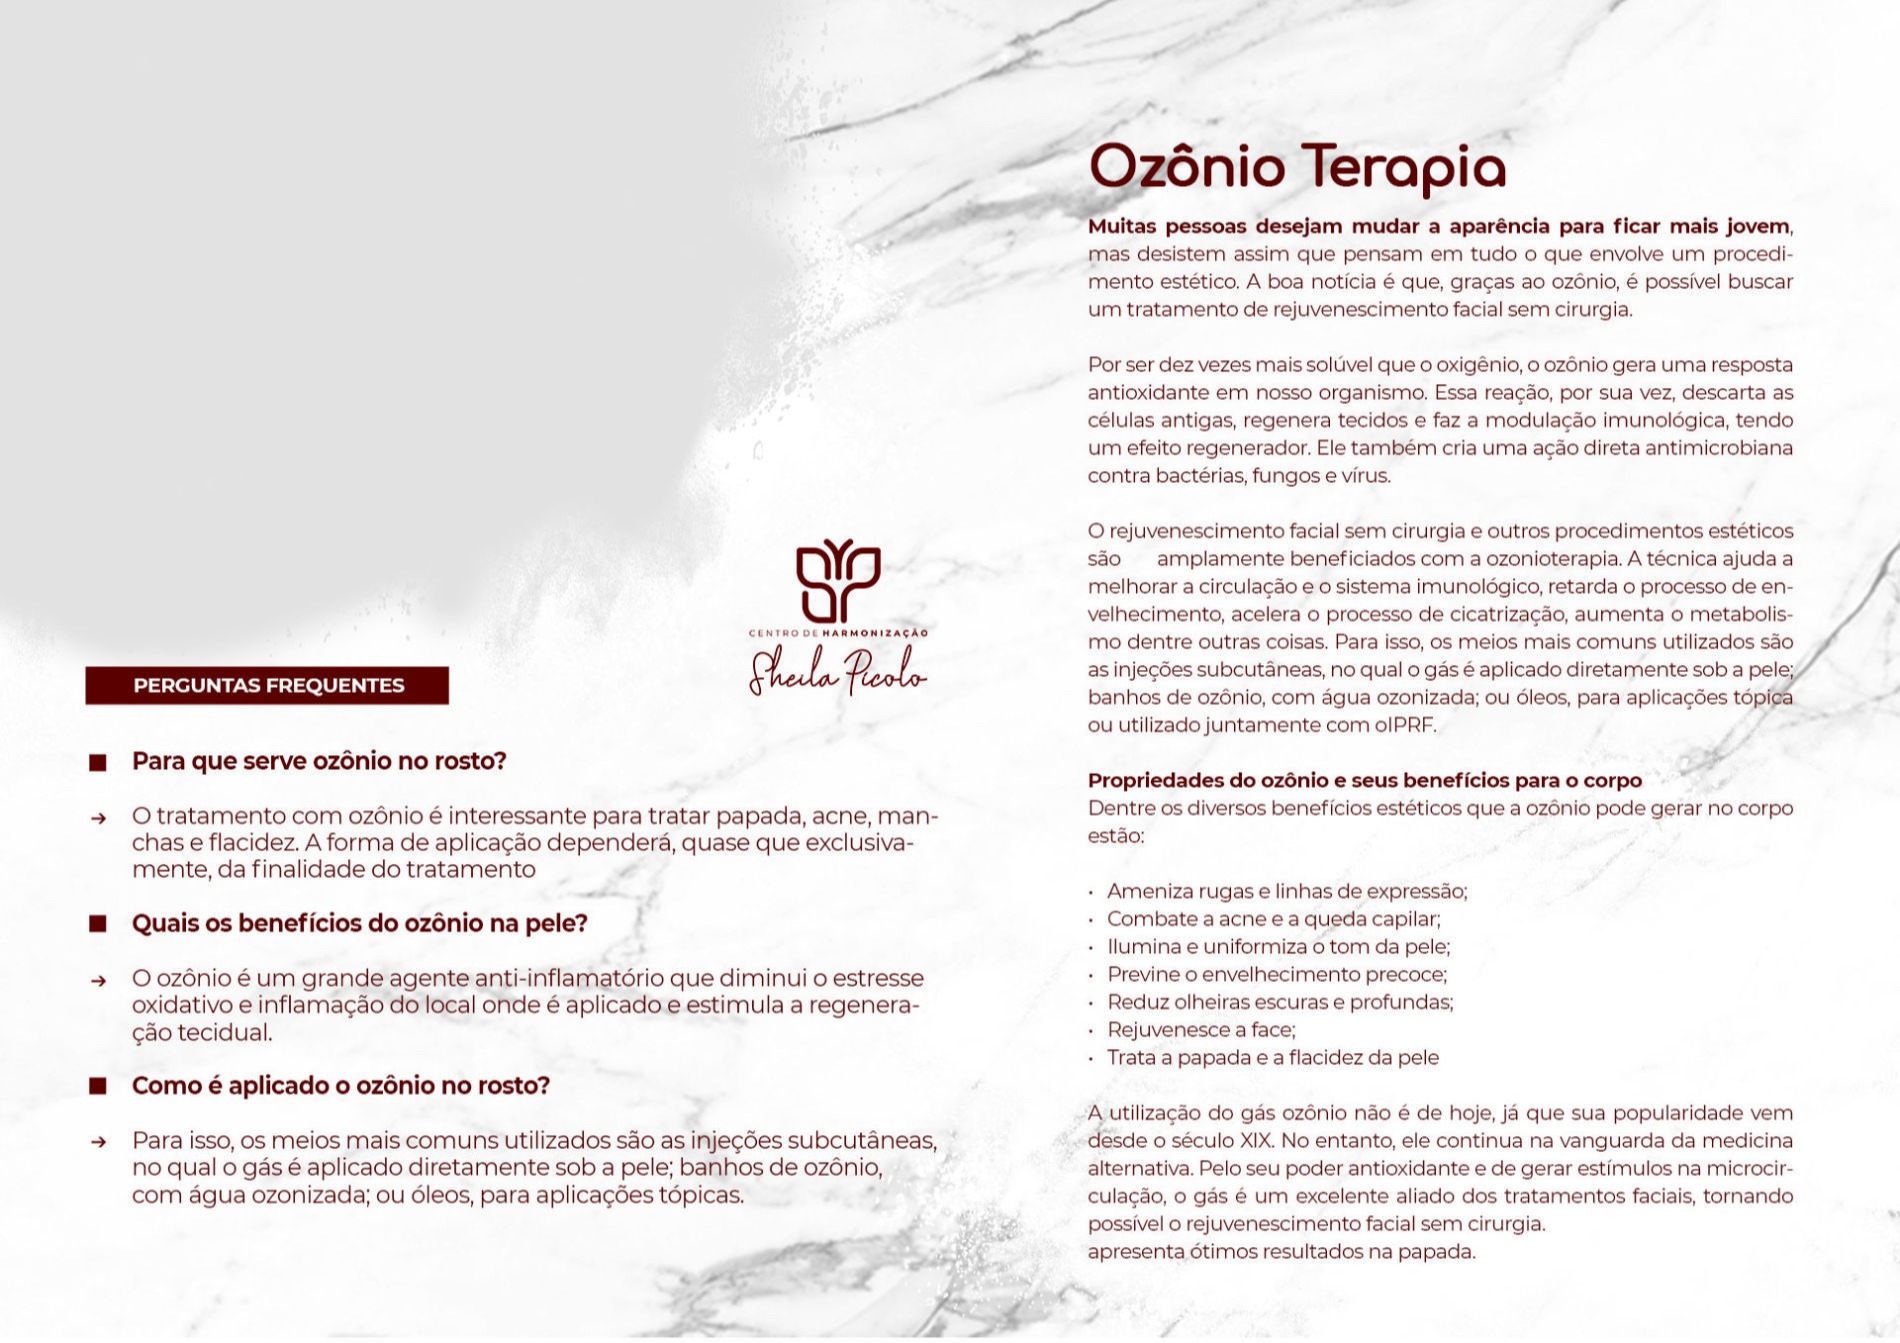 CENTRO DE HARMONIZAÇÃO
Sheila Picolo
PERGUNTAS FREQUENTES
Para que serve ozônio no rosto?
O tratamento com ozônio é interessante para tratar papada, acne, man-
chas e flacidez. A forma de aplicação dependerá, quase que exclusiva-
mente, da finalidade do tratamento
Quais os benefícios do ozônio na pele?
O ozônio é um grande agente anti-inflamatório que diminui o estresse
oxidativo e inflamação do local onde é aplicado e estimula a regenera-
ção tecidual.
Como é aplicado o ozônio no rosto?
Para isso, os meios mais comuns utilizados são as injeções subcutâneas,
no qual o gás é aplicado diretamente sob a pele; banhos de ozônio,
com água ozonizada; ou óleos, para aplicações tópicas.
Ozônio Terapia
Muitas pessoas desejam mudar a aparência para ficar mais jovem,
mas desistem assim que pensam em tudo o que envolve um procedi-
mento estético. A boa notícia é que, graças ao ozônio, é possível buscar
um tratamento de rejuvenescimento facial sem cirurgia.
Por ser dez vezes mais solúvel que o oxigênio, o ozônio gera uma resposta
antioxidante em nosso organismo. Essa reação, por sua vez, descarta as
células antigas, regenera tecidos e faz a modulação imunológica, tendo
um efeito regenerador. Ele também cria uma ação direta antimicrobiana
contra bactérias, fungos e vírus.
O rejuvenescimento facial sem cirurgia e outros procedimentos estéticos
são amplamente beneficiados com a ozonioterapia. A técnica ajuda a
melhorar a circulação e o sistema imunológico, retarda o processo de en-
velhecimento, acelera o processo de cicatrização, aumenta o metabolis-
mo dentre outras coisas. Para isso, os meios mais comuns utilizados são
as injeções subcutâneas, no qual o gás é aplicado diretamente sob a pele;
banhos de ozônio, com água ozonizada; ou óleos, para aplicações tópica
ou utilizado juntamente com oIPRF.
Propriedades do ozônio e seus benefícios para o corpo
Dentre os diversos benefícios estéticos que a ozônio pode gerar no corpo
estão:
• Ameniza rugas e linhas de expressão;
• Combate a acne e a queda capilar;
• Ilumina e uniformiza o tom da pele;
• Previne o envelhecimento precoce;
• Reduz olheiras escuras e profundas;
• Rejuvenesce a face;
• Trata a papada e a flacidez da pele
A utilização do gás ozônio não é de hoje, já que sua popularidade vem
desde o século XIX. No entanto, ele continua na vanguarda da medicina
alternativa. Pelo seu poder antioxidante e de gerar estímulos na microcir-
culação, o gás é um excelente aliado dos tratamentos faciais, tornando
possível o rejuvenescimento facial sem cirurgia.
apresenta ótimos resultados na papada.